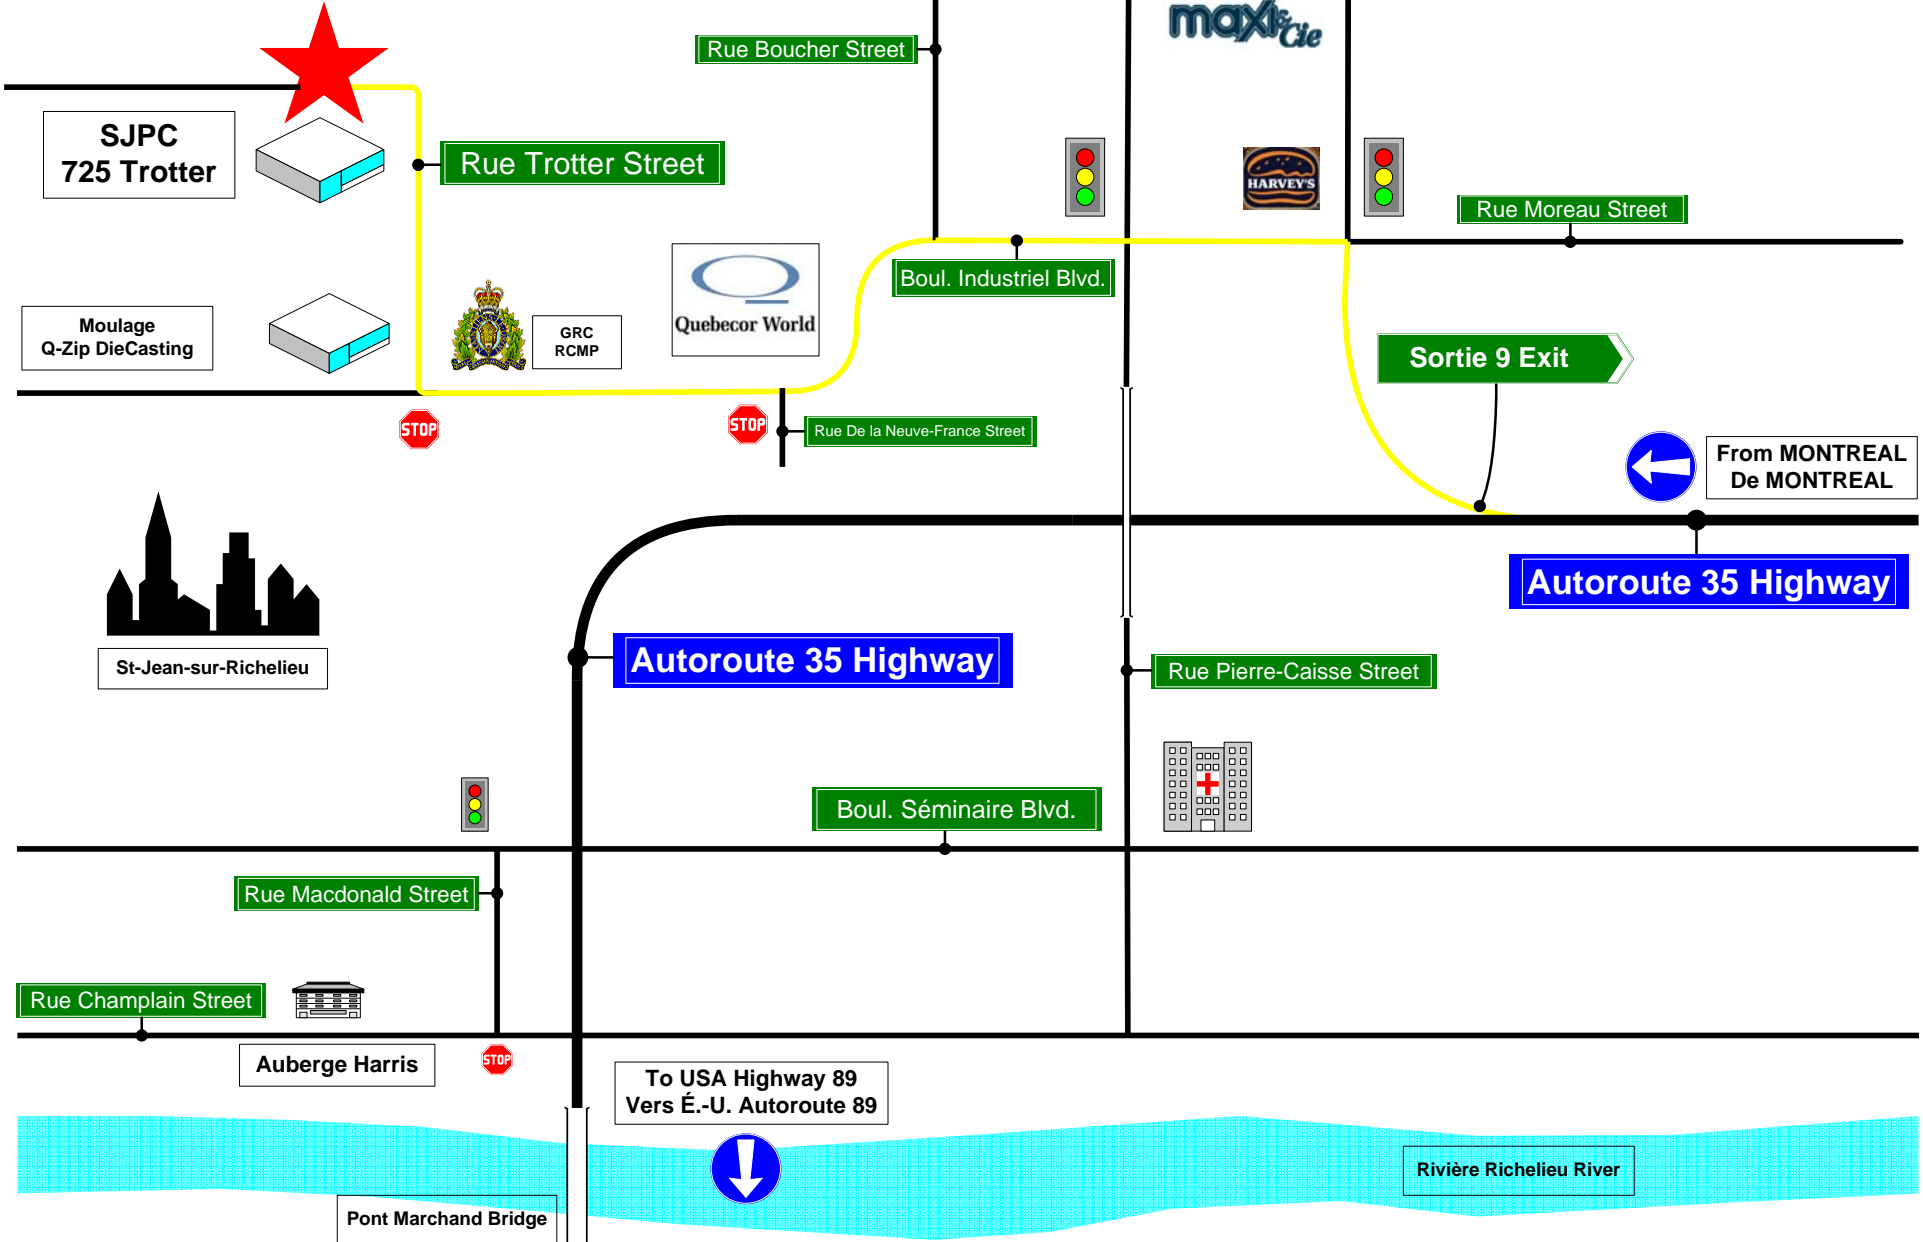 maxi & Cie
Rue Boucher Street
SJPC
725 Trotter
Rue Trotter Street
HARVEY'S
Rue Moreau Street
Boul. Industriel Blvd.
Quebecor World
Moulage
Q-Zip DieCasting
GRC
RCMP
Sortie 9 Exit
STOP
STOP
Rue De la Neuve-France Street
From MONTREAL
De MONTREAL
Autoroute 35 Highway
St-Jean-sur-Richelieu
Autoroute 35 Highway
Rue Pierre-Caisse Street
Boul. Séminaire Blvd.
Rue Macdonald Street
Rue Champlain Street
Auberge Harris
STOP
To USA Highway 89
Vers É.-U. Autoroute 89
Rivière Richelieu River
Pont Marchand Bridge